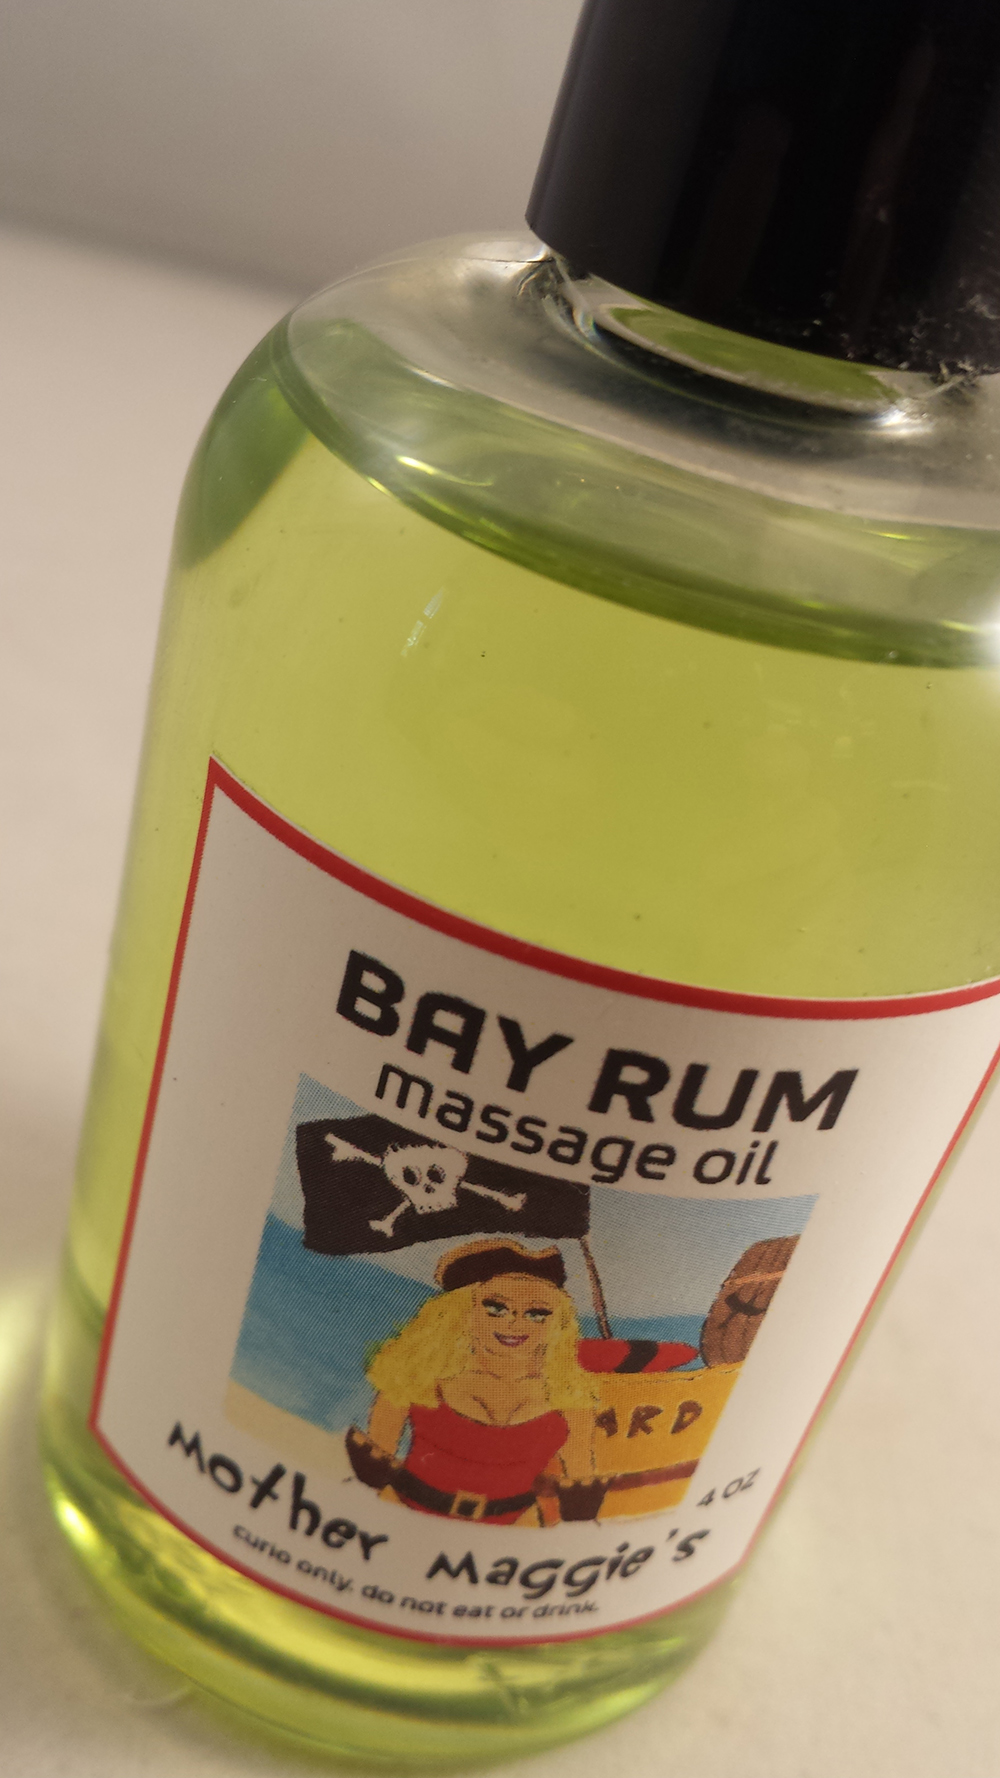 BAY RUM
massage oil
ARD
4 OZ
Mother Maggie's
curio only. do not eat or drink.